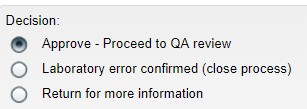 Decision:
Approve - Proceed to QA review
Laboratory error confirmed (close process)
Return for more information